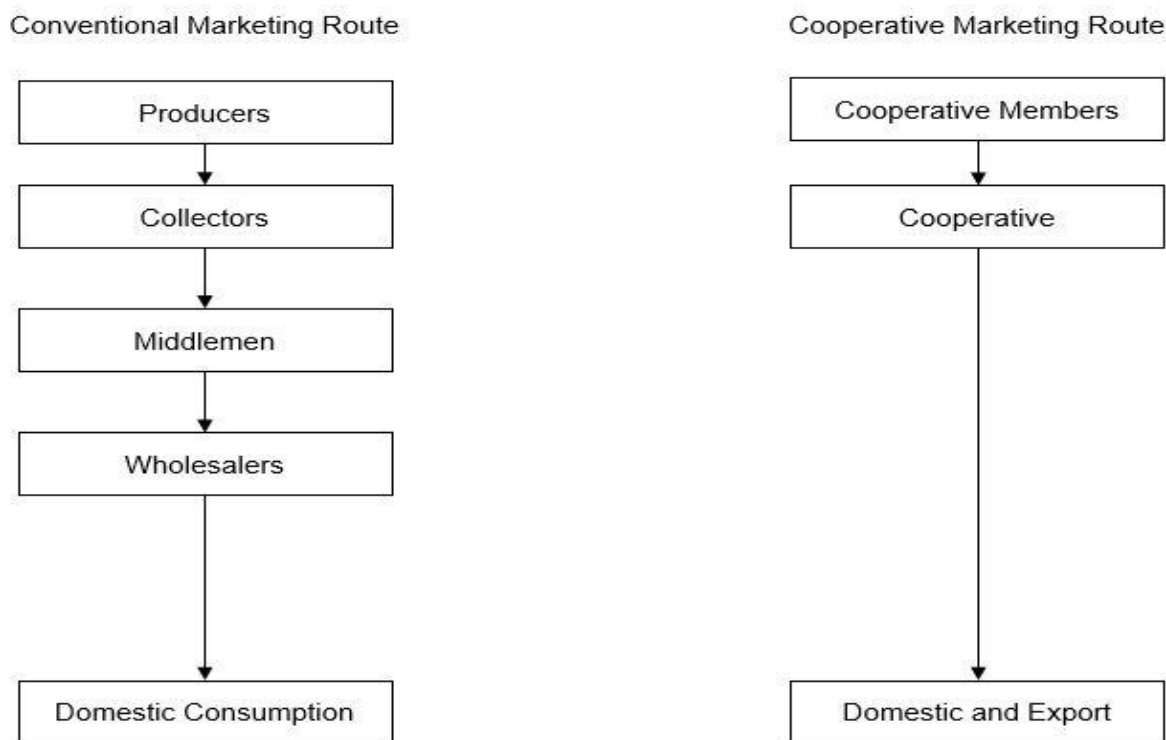 Conventional Marketing Route
Producers
Collectors
Middlemen
Wholesalers
Domestic Consumption
Cooperative Marketing Route
Cooperative Members
Cooperative
Domestic and Export